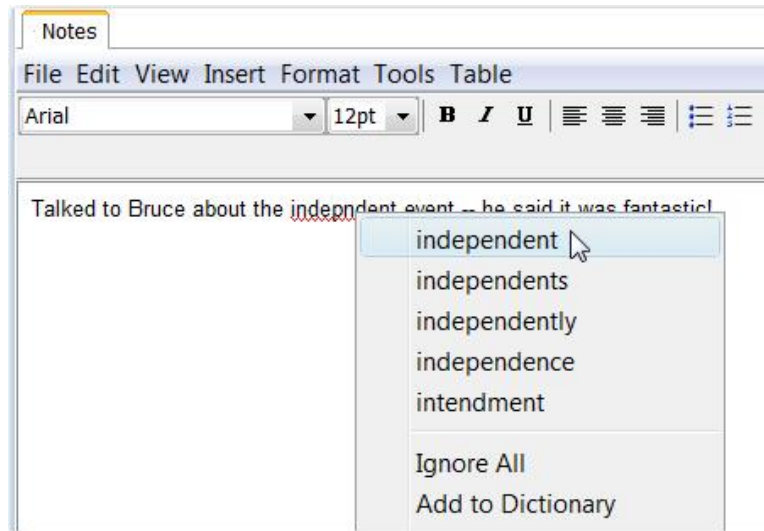 Notes
File Edit View Insert Format Tools Table
Arial 12pt B I U
Talked to Bruce about the indepndent event -- he said it was fantastic!
independent
independents
independently
independence
intendment
Ignore All
Add to Dictionary